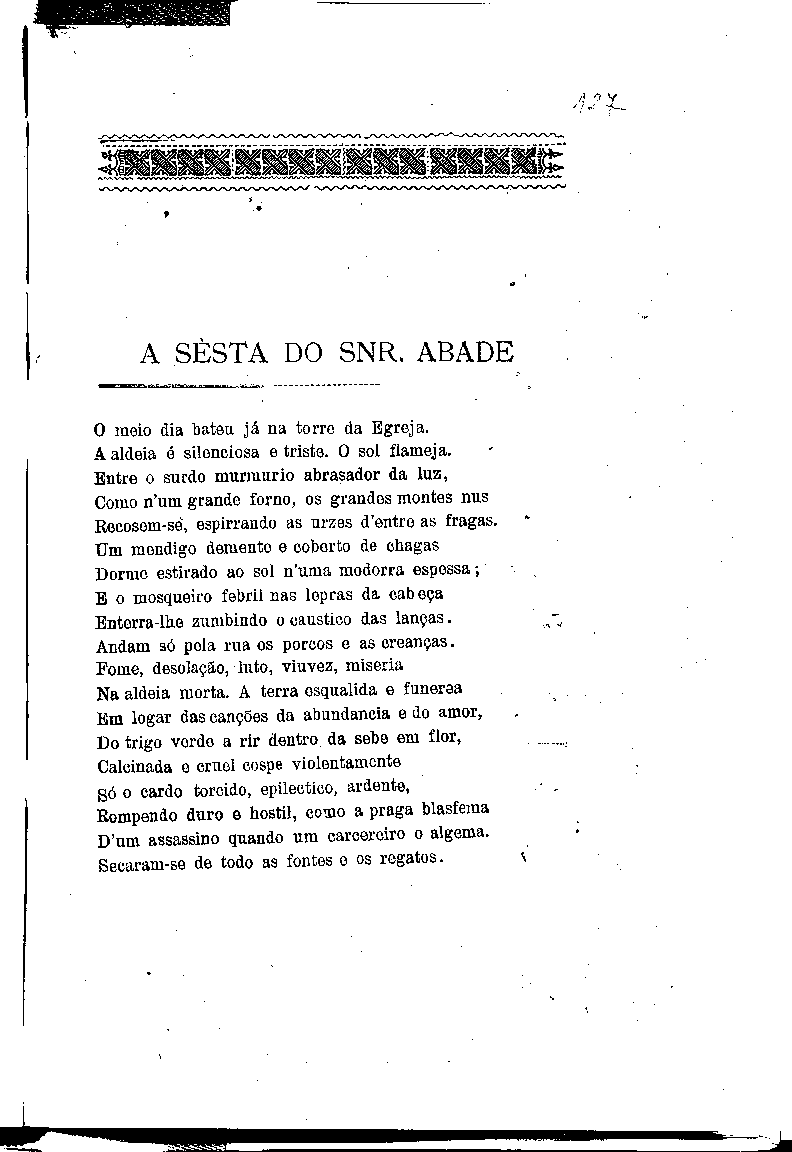 127
A SÉSTA DO SNR. ABADE
O meio dia bateu já na torre da Egreja.
A aldeia é silenciosa e triste. O sol flameja.
Entre o surdo murmurio abrasador da luz,
Como n'um grande forno, os grandes montes nus
Recosem-se, espirrando as urzes d'entre as fragas.
Um mendigo demente e coberto de chagas
Dorme estirado ao sol n'uma modorra espessa;
E o mosqueiro febril nas lepras da cabeça
Enterra-lhe zumbindo o caustico das lanças.
Andam só pela rua os porcos e as creanças.
Fome, desolação, luto, viuvez, miseria
Na aldeia morta. A terra esqualida e funerea
Em logar das canções da abundancia e do amor,
Do trigo verde a rir dentro da sebe em flor,
Calcinada e cruel cospe violentamente
Só o cardo torcido, epilectico, ardente,
Rompendo duro e hostil, como a praga blasfema
D'um assassino quando um carcereiro o algema.
Secaram-se de todo as fontes e os regatos.